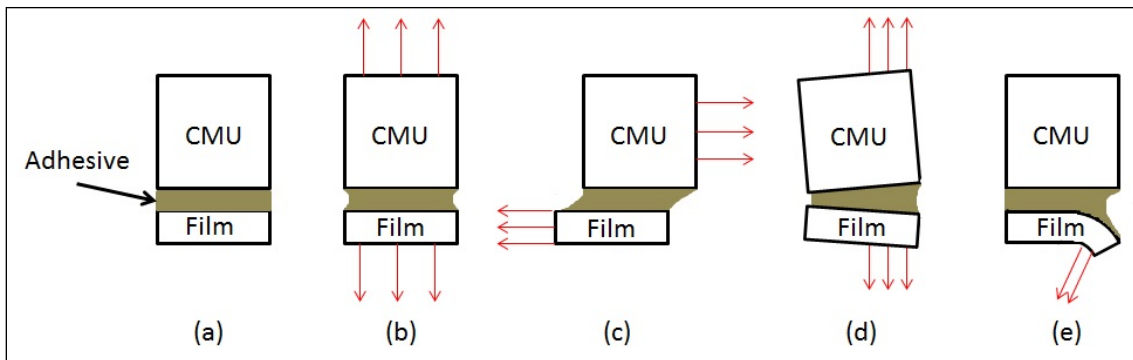 CMU CMU CMU CMU CMU
Adhesive
Film Film Film Film Film
(a) (b) (c) (d) (e)